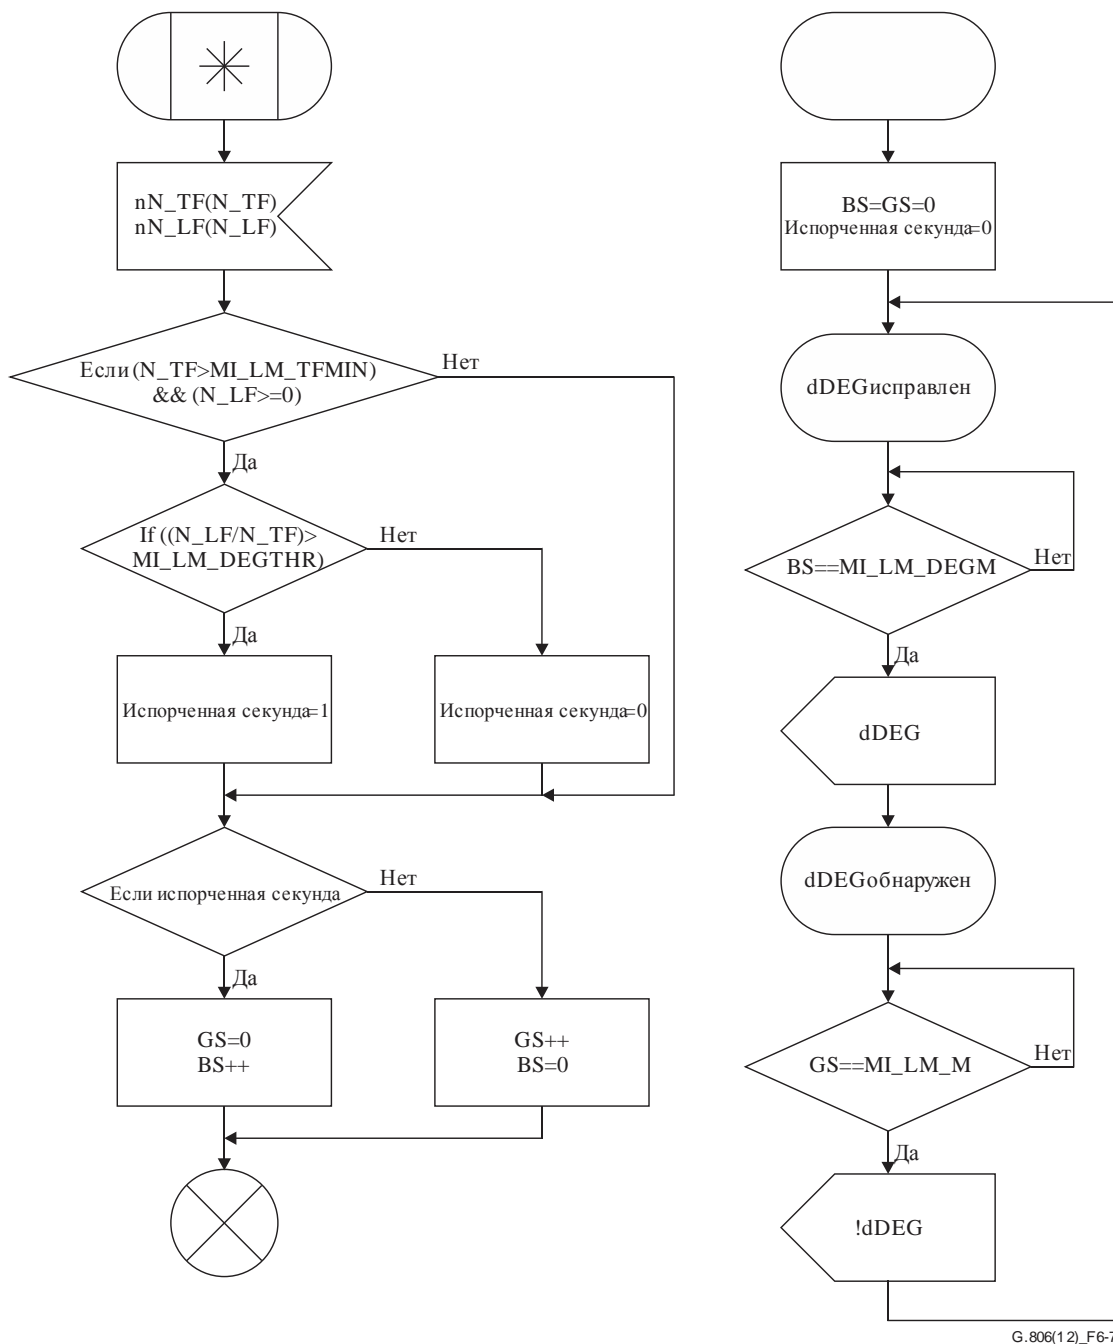 nN_TF(N_TF)
nN_LF(N_LF)
Если (N_TF>MI_LM_TFMIN)
&& (N_LF>=0)
Нет
Да
If ((N_LF/N_TF)>
MI_LM_DEGTHR)
Нет
Да
Испорченная секунда=1
Испорченная секунда=0
Если испорченная секунда
Нет
Да
GS=0
BS++
GS++
BS=0
BS=GS=0
Испорченная секунда=0
dDEGисправлен
BS==MI_LM_DEGM
Нет
Да
dDEG
dDEGобнаружен
GS==MI_LM_M
Нет
Да
!dDEG
G.806(12)_F6-7